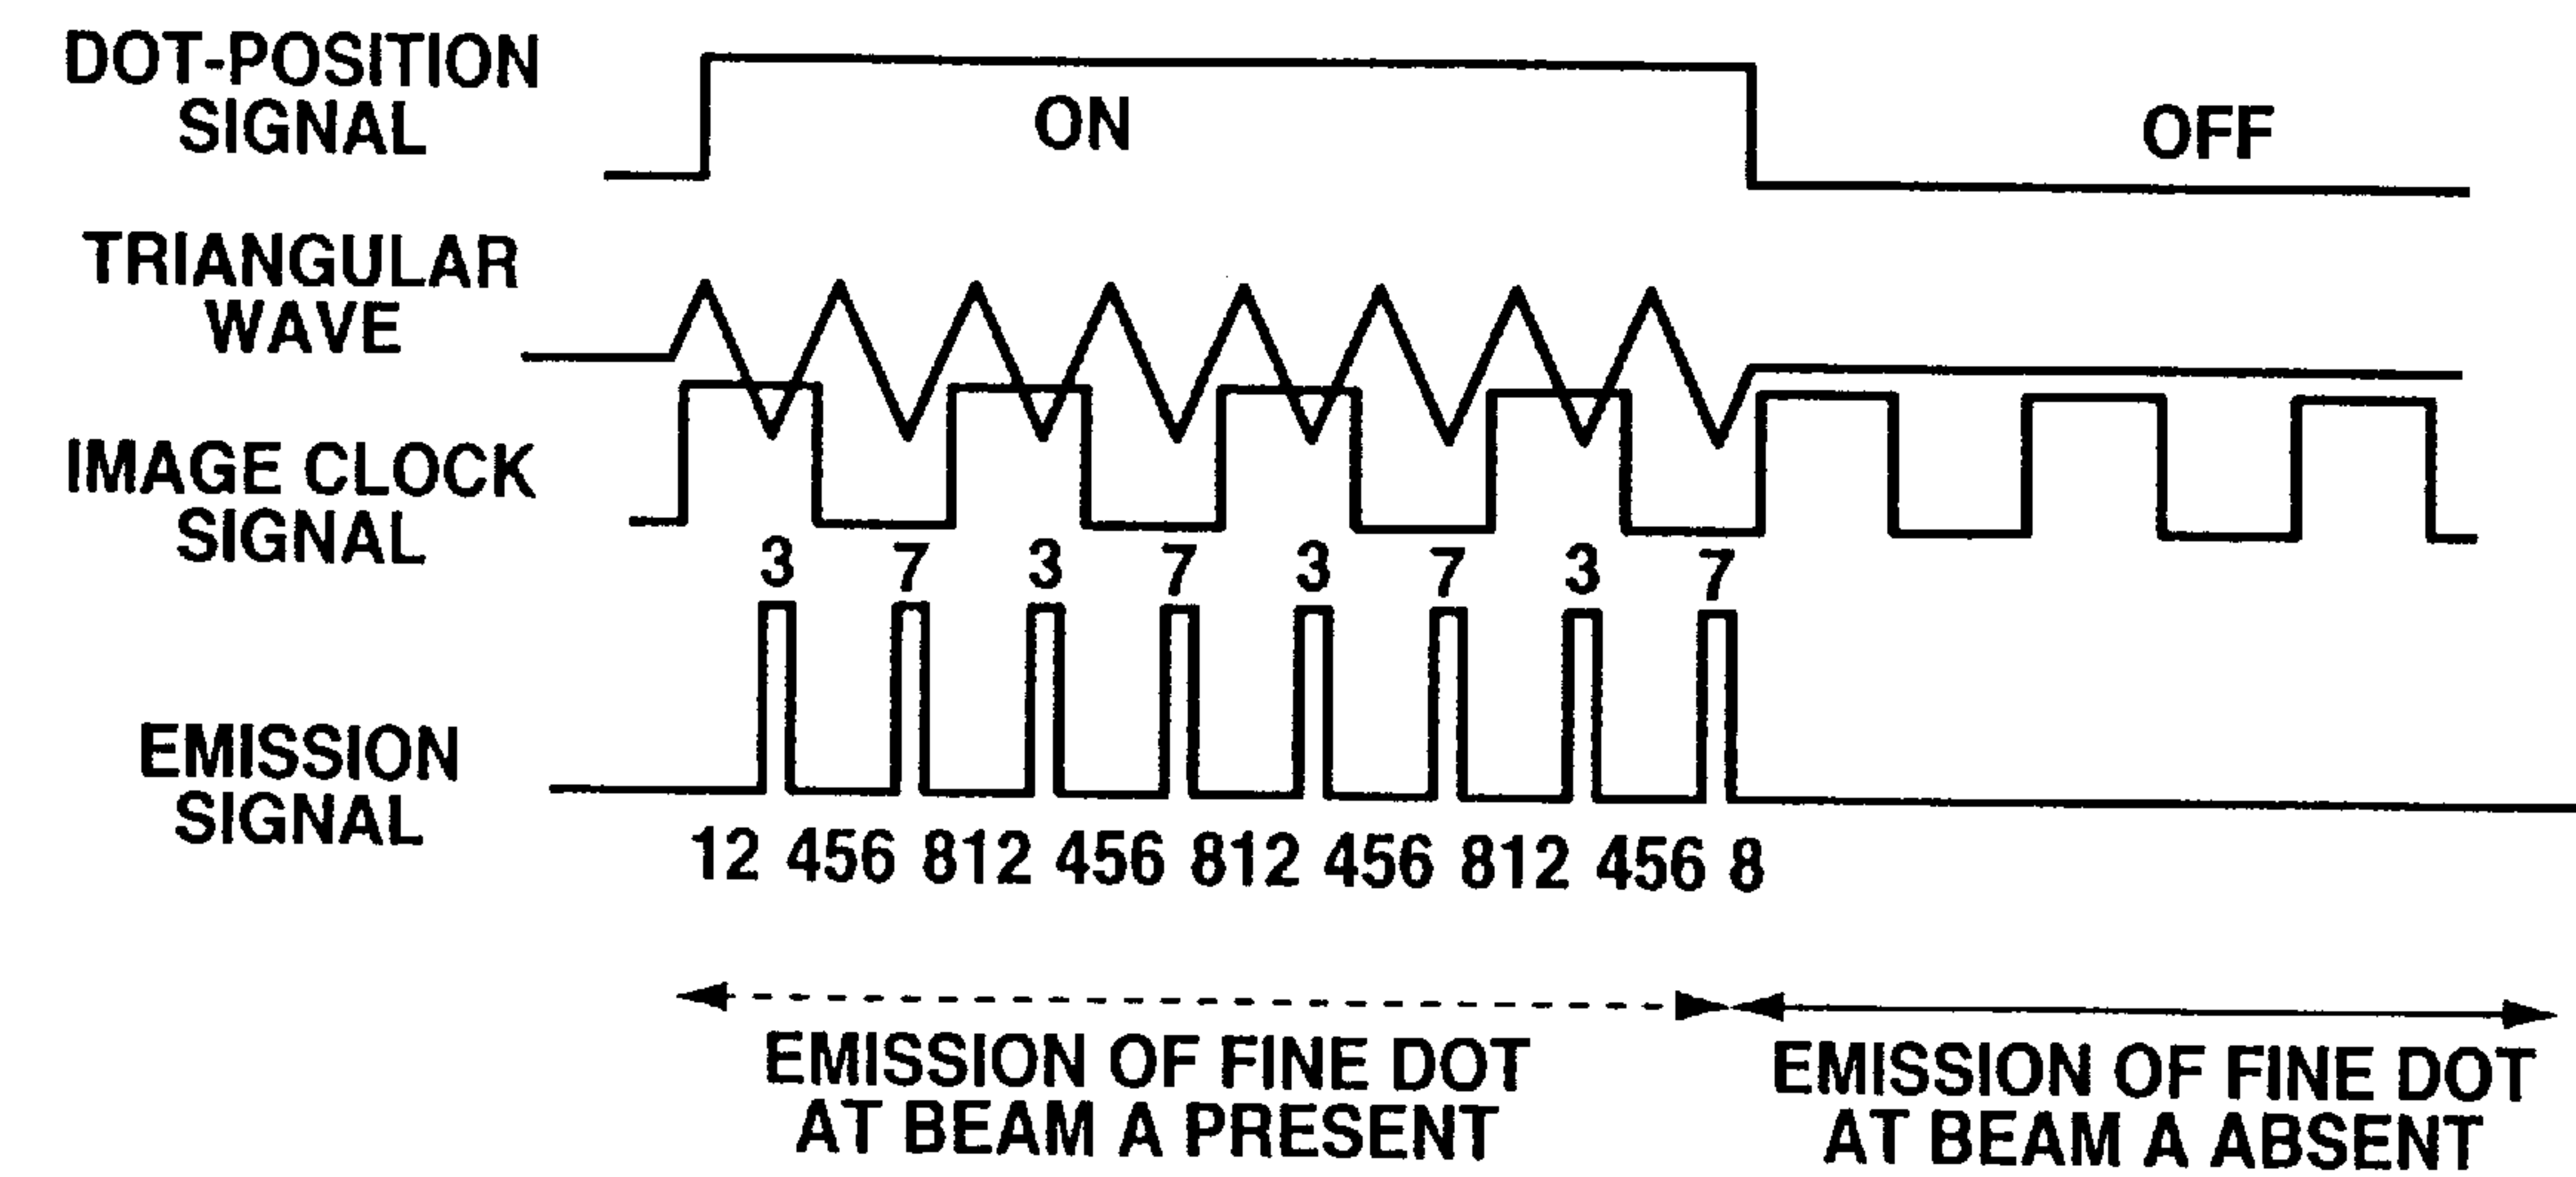 DOT-POSITION
SIGNAL
ON
OFF
TRIANGULAR
WAVE
IMAGE CLOCK
SIGNAL
3 7 3 7 3 7 3 7
EMISSION
SIGNAL
12 456 812 456 812 456 812 456 8
EMISSION OF FINE DOT
AT BEAM A PRESENT
EMISSION OF FINE DOT
AT BEAM A ABSENT